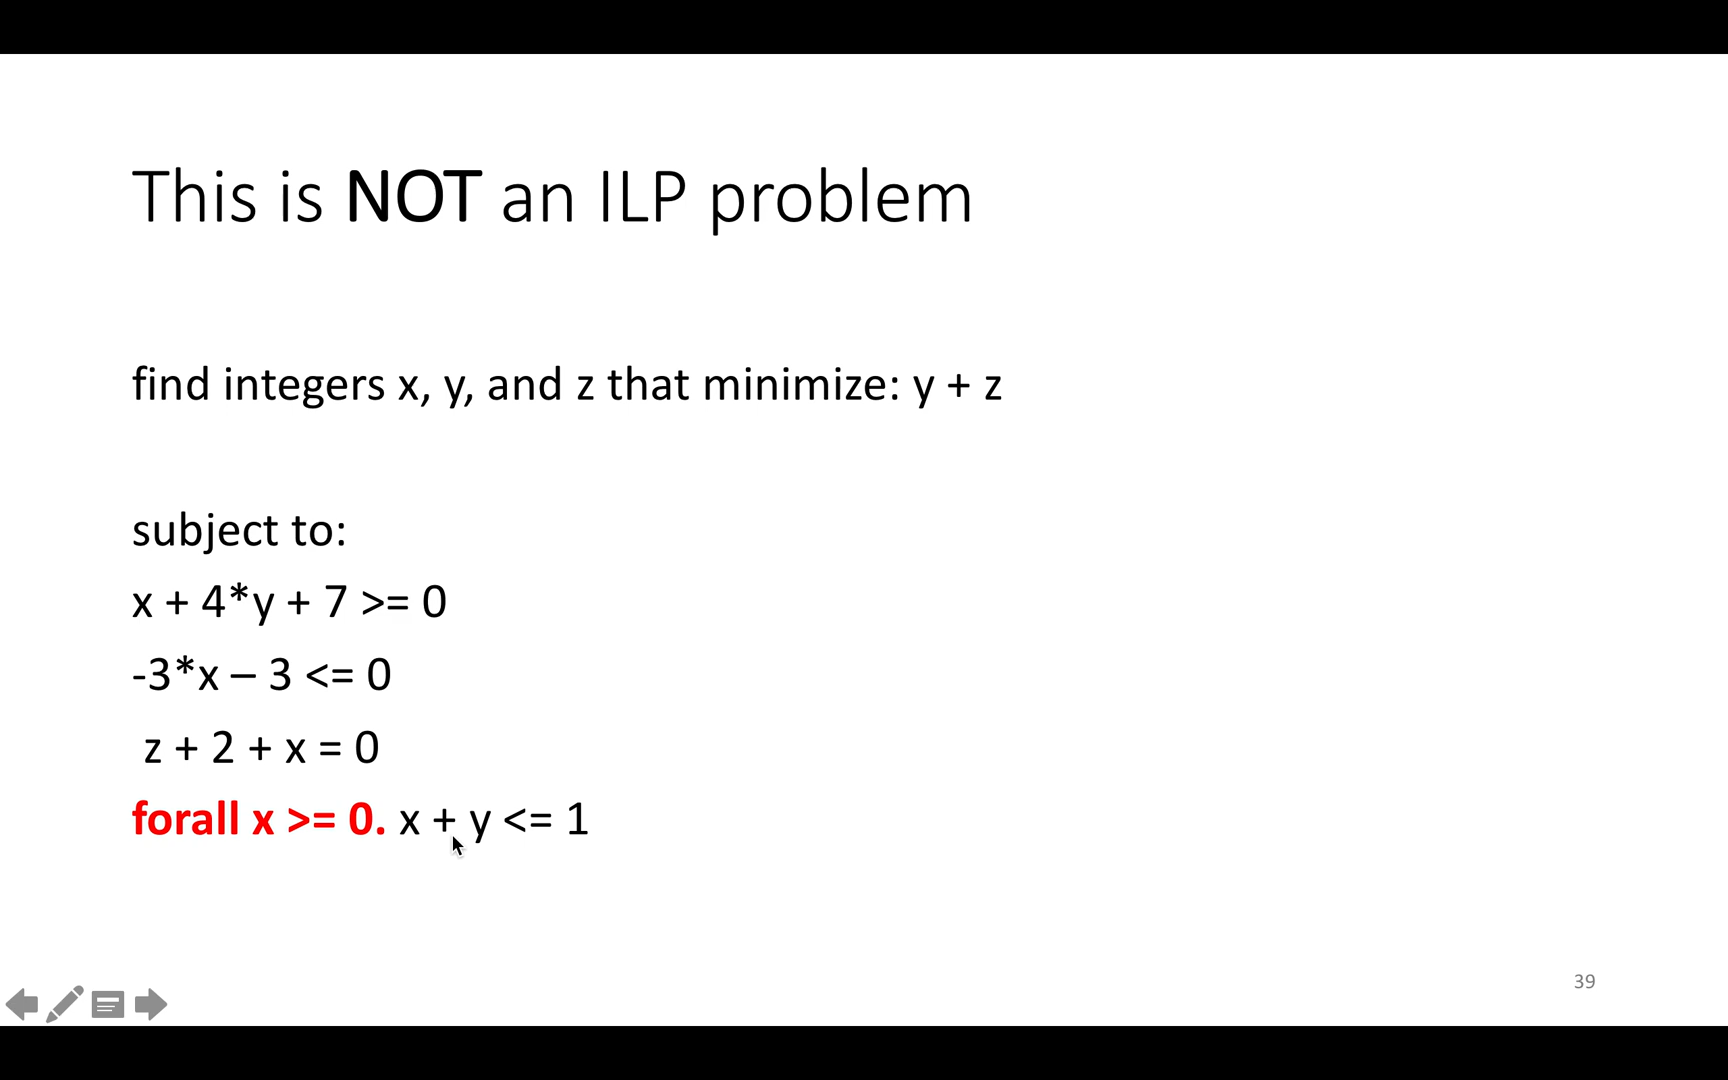 This is NOT an ILP problem
find integers x, y, and z that minimize: y + z
subject to:
x + 4*y + 7 >= 0
-3*x – 3 <= 0
z + 2 + x = 0
forall x >= 0. x + y <= 1
39